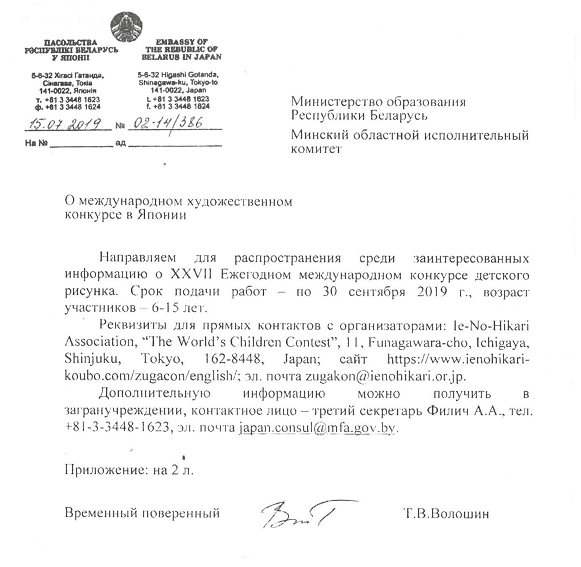 ПАСОЛЬСТВА
РЭСПУБЛІКІ БЕЛАРУСЬ
У ЯПОНІІ
5-6-32 Хігасі Гатанда,
Сінагава, Токіа
141-0022, Японія
т. +81 3 3448 1623
ф. +81 3 3448 1624
EMBASSY OF
THE REPUBLIC OF
BELARUS IN JAPAN
5-6-32 Higashi Gotanda,
Shinagawa-ku, Tokyo-to
141-0022, Japan
t. +81 3 3448 1623
f. +81 3 3448 1624
15.07.2019 № 02-14/386
На № ад
Министерство образования
Республики Беларусь
Минский областной исполнительный
комитет
О международном художественном
конкурсе в Японии
Направляем для распространения среди заинтересованных
информацию о XXVII Ежегодном международном конкурсе детского
рисунка. Срок подачи работ – по 30 сентября 2019 г., возраст
участников – 6-15 лет.
Реквизиты для прямых контактов с организаторами: Ie-No-Hikari
Association, “The World’s Children Contest”, 11, Funagawara-cho, Ichigaya,
Shinjuku, Tokyo, 162-8448, Japan; сайт https://www.ienohikari-
koubo.com/zugacon/english/; эл. почта zugakon@ienohikari.or.jp.
Дополнительную информацию можно получить в
загранучреждении, контактное лицо – третий секретарь Филич А.А., тел.
+81-3-3448-1623, эл. почта japan.consul@mfa.gov.by.
Приложение: на 2 л.
Временный поверенный Т.В.Волошин